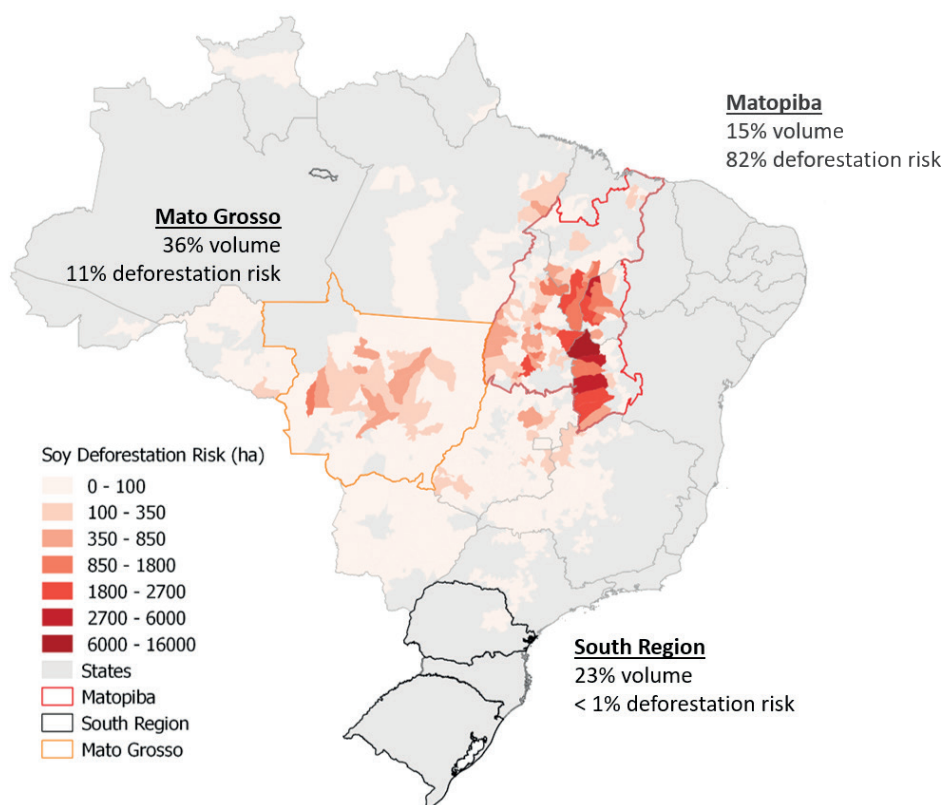 Matopiba
15% volume
82% deforestation risk
Mato Grosso
36% volume
11% deforestation risk
Soy Deforestation Risk (ha)
0 - 100
100 - 350
350 - 850
850 - 1800
1800 - 2700
2700 - 6000
6000 - 16000
States
Matopiba
South Region
Mato Grosso
South Region
23% volume
< 1% deforestation risk